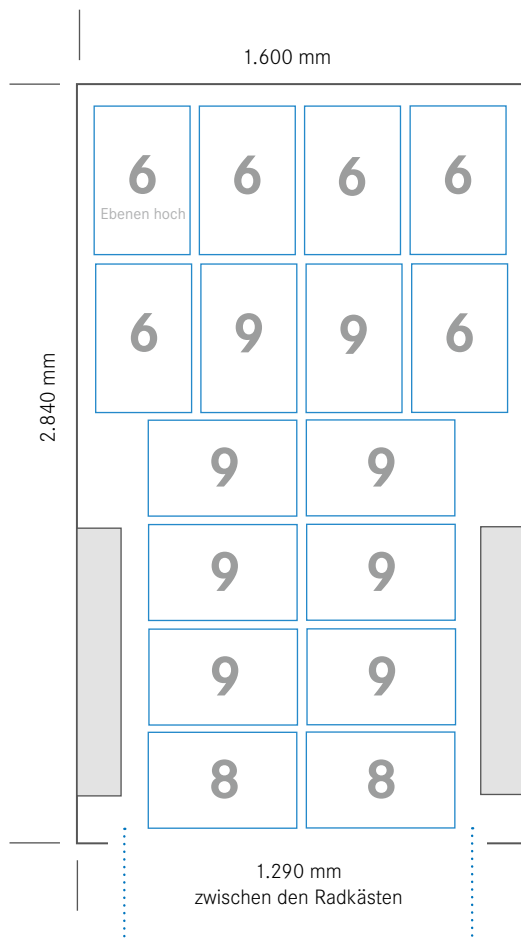 1.600 mm
6 6 6 6
Ebenen hoch
6 9 9 6
2.840 mm
9 9
9 9
9 9
8 8
1.290 mm
zwischen den Radkästen